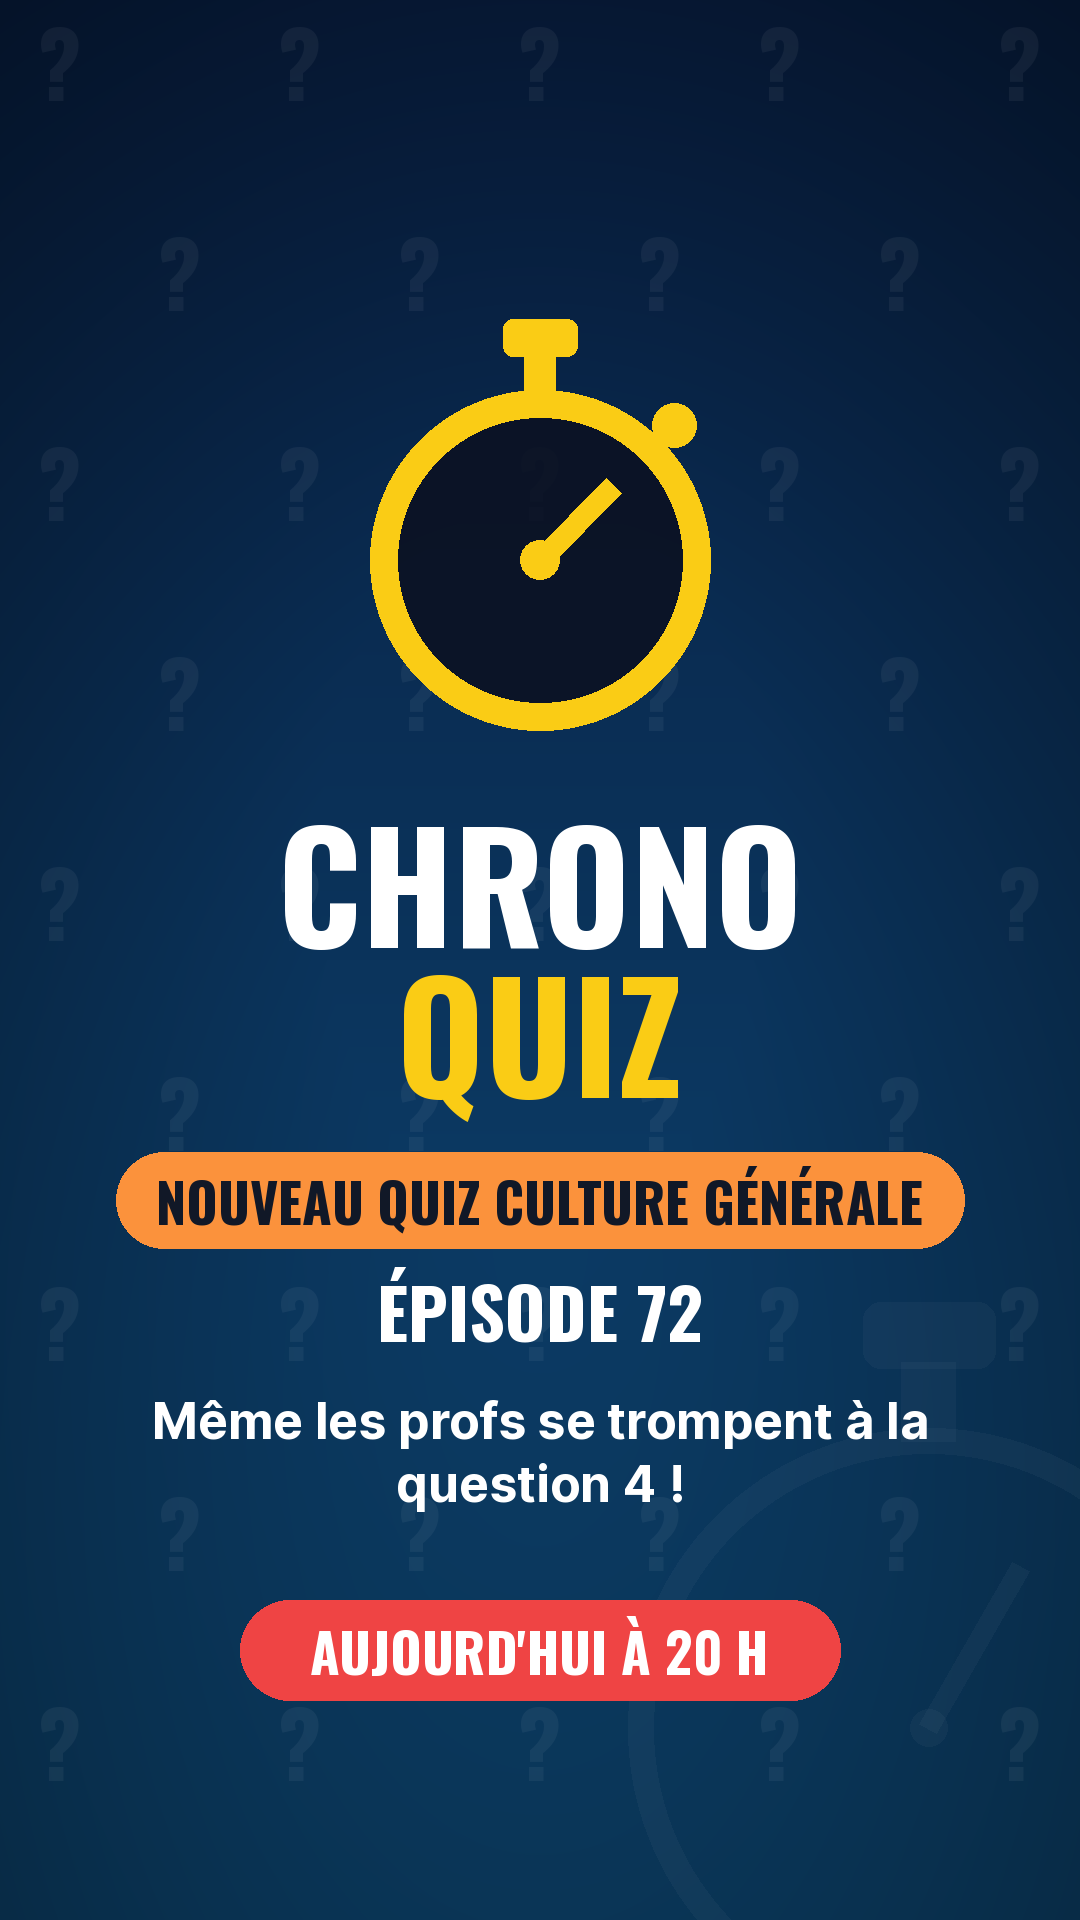 CHRONO
QUIZ
NOUVEAU QUIZ CULTURE GÉNÉRALE
ÉPISODE 72
Même les profs se trompent à la
question 4 !
AUJOURD'HUI À 20 H